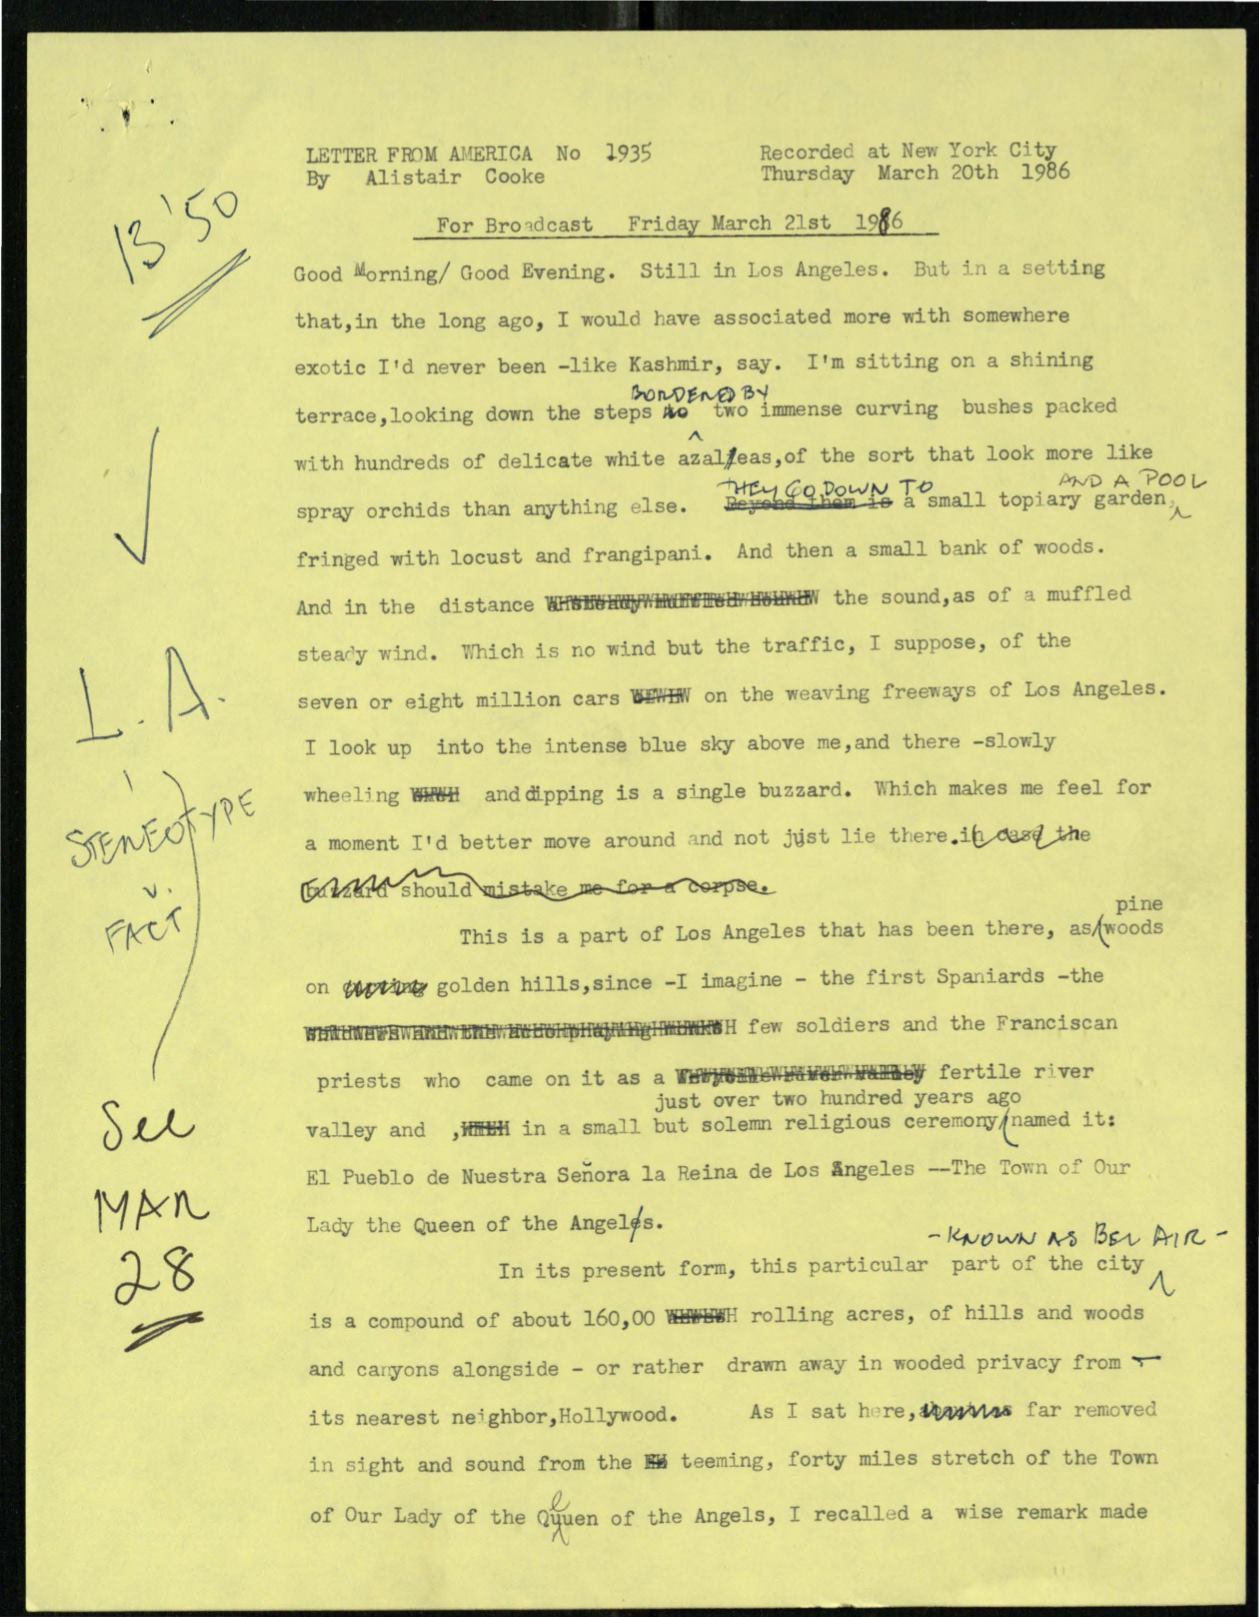 LETTER FROM AMERICA No 1935 Recorded at New York City
By Alistair Cooke Thursday March 20th 1986
13'50
For Broadcast Friday March 21st 1986
Good Morning/ Good Evening. Still in Los Angeles. But in a setting
that,in the long ago, I would have associated more with somewhere
exotic I'd never been -like Kashmir, say. I'm sitting on a shining
BORDERED BY
terrace,looking down the steps two immense curving bushes packed
with hundreds of delicate white azaleas,of the sort that look more like
THEY GO DOWN TO AND A POOL
spray orchids than anything else. Beyond them is a small topiary garden,
fringed with locust and frangipani. And then a small bank of woods.
And in the distance the sound,as of a muffled
steady wind. Which is no wind but the traffic, I suppose, of the
seven or eight million cars on the weaving freeways of Los Angeles.
L.A.
I look up into the intense blue sky above me,and there -slowly
wheeling and dipping is a single buzzard. Which makes me feel for
STEREOTYPE
v.
FACT
a moment I'd better move around and not just lie there.in case the
buzzard should mistake me for a corpse.
pine
This is a part of Los Angeles that has been there, as woods
on golden hills,since -I imagine - the first Spaniards -the
few soldiers and the Franciscan
priests who came on it as a fertile river
just over two hundred years ago
valley and , in a small but solemn religious ceremony named it:
See
MAR
28
El Pueblo de Nuestra Señora la Reina de Los Angeles --The Town of Our
Lady the Queen of the Angels.
-KNOWN AS BEL AIR-
In its present form, this particular part of the city
is a compound of about 160,00 rolling acres, of hills and woods
and canyons alongside - or rather drawn away in wooded privacy from -
its nearest neighbor,Hollywood. As I sat here, far removed
in sight and sound from the teeming, forty miles stretch of the Town
of Our Lady of the Queen of the Angels, I recalled a wise remark made